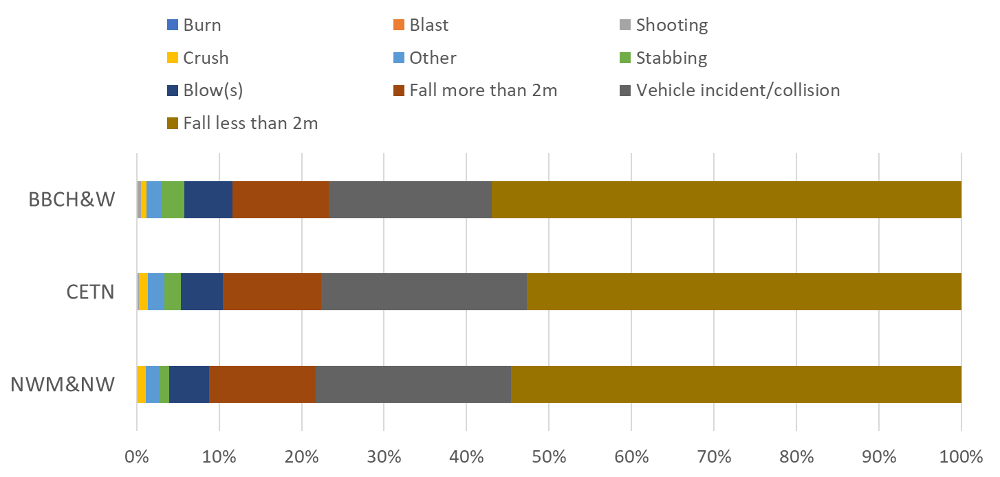 Burn Blast Shooting
Crush Other Stabbing
Blow(s) Fall more than 2m Vehicle incident/collision
Fall less than 2m
BBCH&W
CETN
NWM&NW
0% 10% 20% 30% 40% 50% 60% 70% 80% 90% 100%